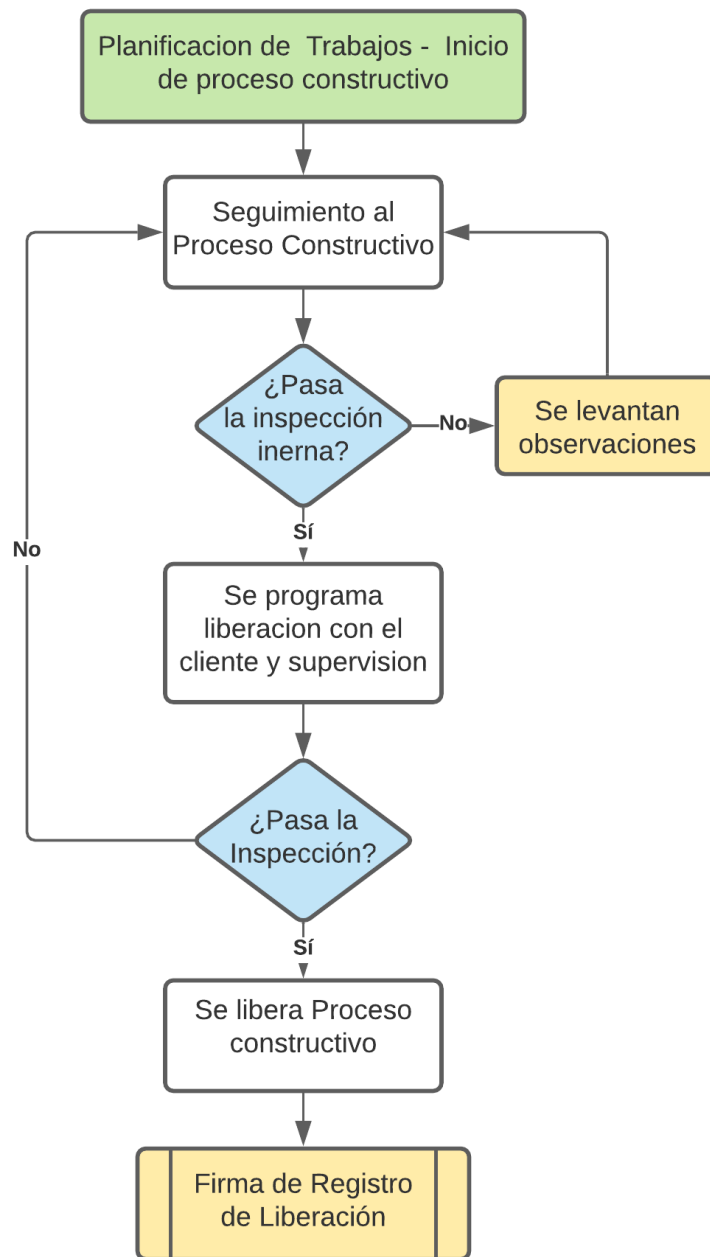 Planificacion de  Trabajos -  Inicio
de proceso constructivo
Seguimiento al
Proceso Constructivo
¿Pasa
la inspección
inerna?
No
Se levantan
observaciones
Sí
No
Se programa
liberacion con el
cliente y supervision
¿Pasa la
Inspección?
Sí
Se libera Proceso
constructivo
Firma de Registro
de Liberación